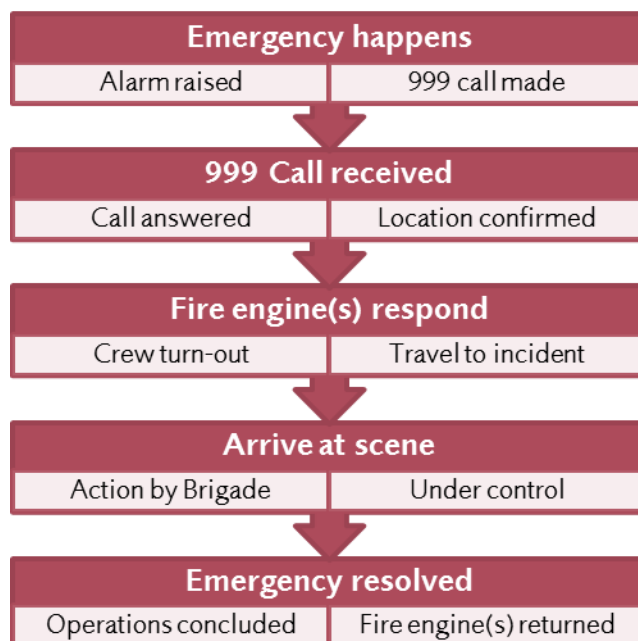 Emergency happens
Alarm raised 999 call made
999 Call received
Call answered Location confirmed
Fire engine(s) respond
Crew turn-out Travel to incident
Arrive at scene
Action by Brigade Under control
Emergency resolved
Operations concluded Fire engine(s) returned